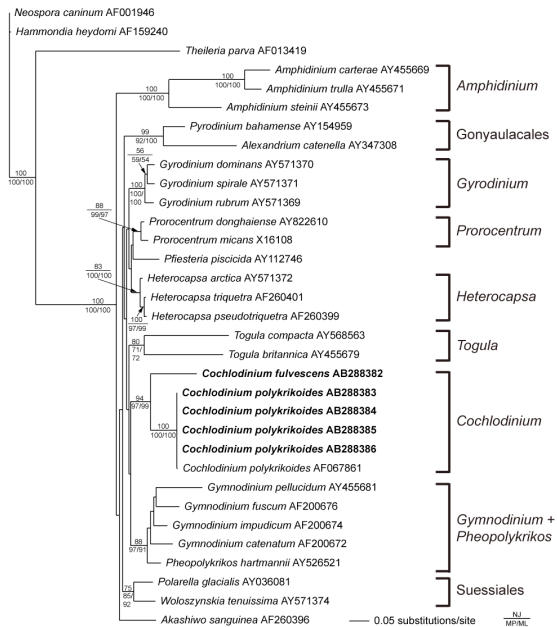 Neospora caninum AF001946
Hammondia heydorni AF159240
Theileria parva AF013419
100
100/100
Amphidinium carterae AY455669
100
100/100
Amphidinium trulla AY455671
100
100/100
Amphidinium steinii AY455673
Amphidinium
99
92/100
Pyrodinium bahamense AY154959
Alexandrium catenella AY347308
Gonyaulacales
56
59/54
Gyrodinium dominans AY571370
100
100/
100
Gyrodinium spirale AY571371
Gyrodinium rubrum AY571369
Gyrodinium
88
99/97
Prorocentrum donghaiense AY822610
Prorocentrum micans X16108
Prorocentrum
Pfiesteria piscicida AY112746
83
100/100
Heterocapsa arctica AY571372
Heterocapsa triquetra AF260401
Heterocapsa pseudotriquetra AF260399
100
97/99
Heterocapsa
100
100/100
80
71/
72
Togula compacta AY568563
Togula britannica AY455679
Togula
94
97/99
Cochlodinium fulvescens AB288382
Cochlodinium polykrikoides AB288383
Cochlodinium polykrikoides AB288384
100
100/100
Cochlodinium polykrikoides AB288385
Cochlodinium polykrikoides AB288386
Cochlodinium polykrikoides AF067861
Cochlodinium
Gymnodinium pellucidum AY455681
Gymnodinium fuscum AF200676
Gymnodinium impudicum AF200674
88
97/91
Gymnodinium catenatum AF200672
Pheopolykrikos hartmannii AY526521
Gymnodinium +
Pheopolykrikos
75
85/
92
Polarella glacialis AY036081
Woloszynskia tenuissima AY571374
Suessiales
Akashiwo sanguinea AF260396
0.05 substitutions/site
NJ
MP/ML